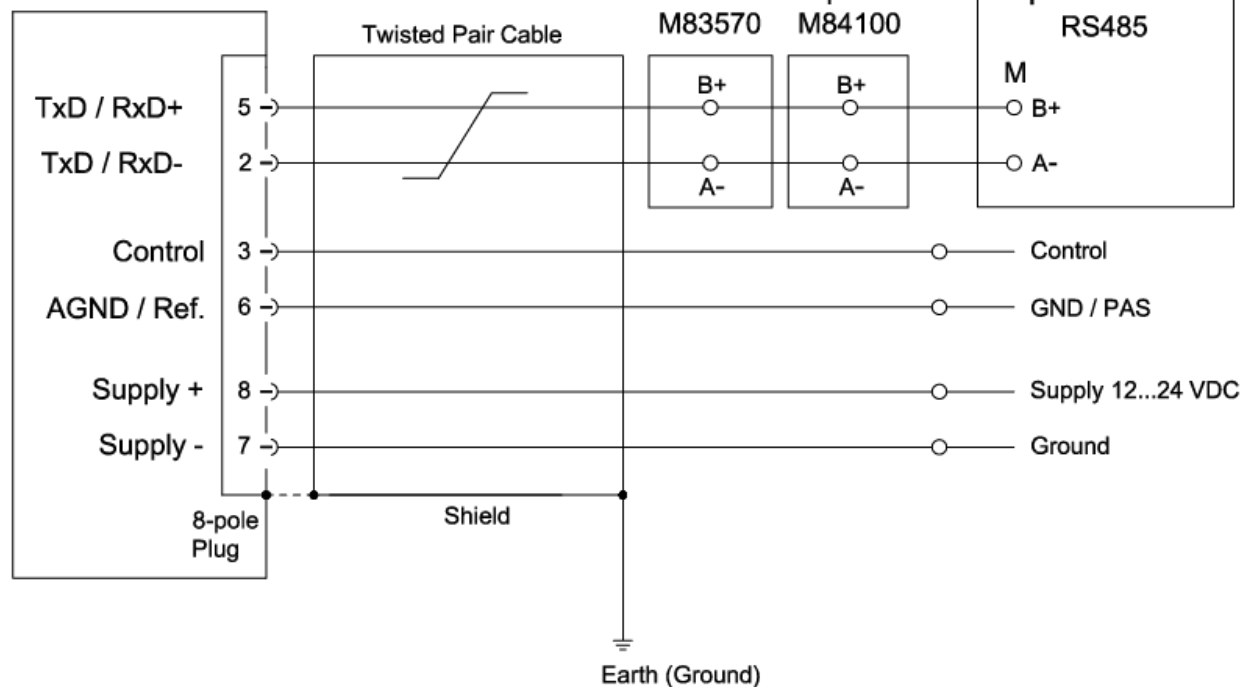 Twisted Pair Cable
M83570
M84100
RS485
M
TxD / RxD+
5
B+
B+
B+
TxD / RxD-
2
A-
A-
A-
Control
3
Control
AGND / Ref.
6
GND / PAS
Supply +
8
Supply 12...24 VDC
Supply -
7
Ground
8-pole
Plug
Shield
Earth (Ground)